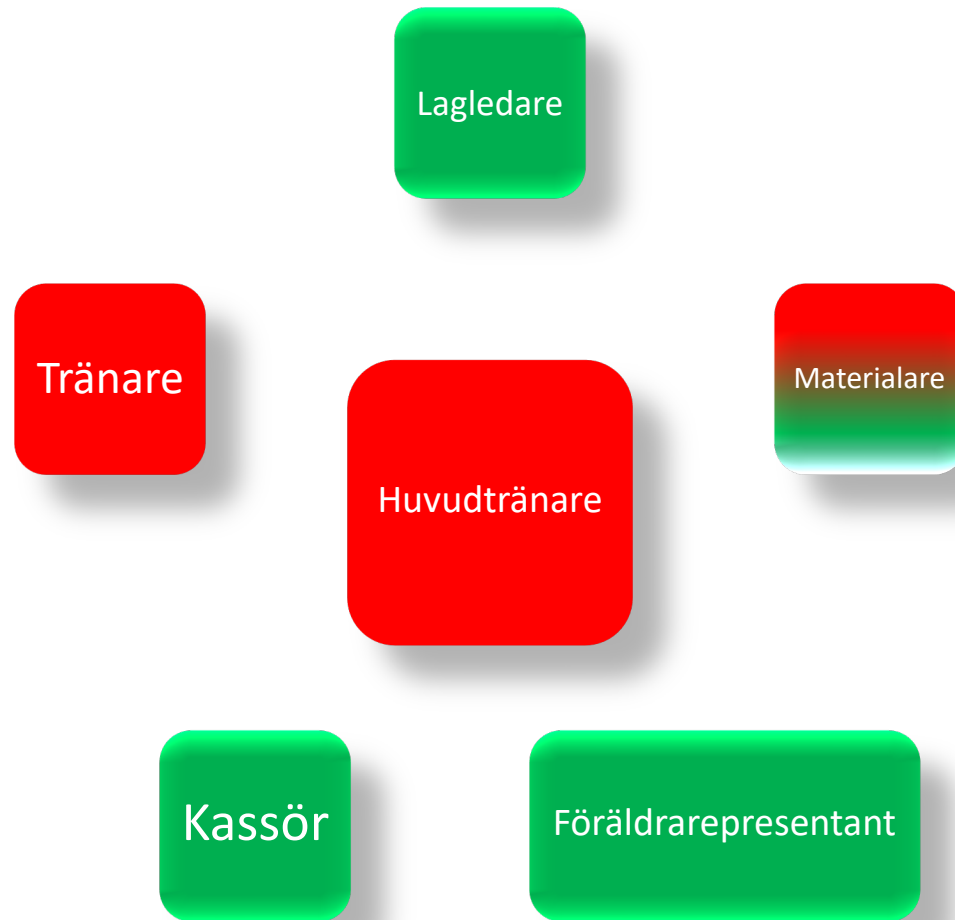 Lagledare
Tränare
Materialare
Huvudtränare
Kassör
Föräldrarepresentant